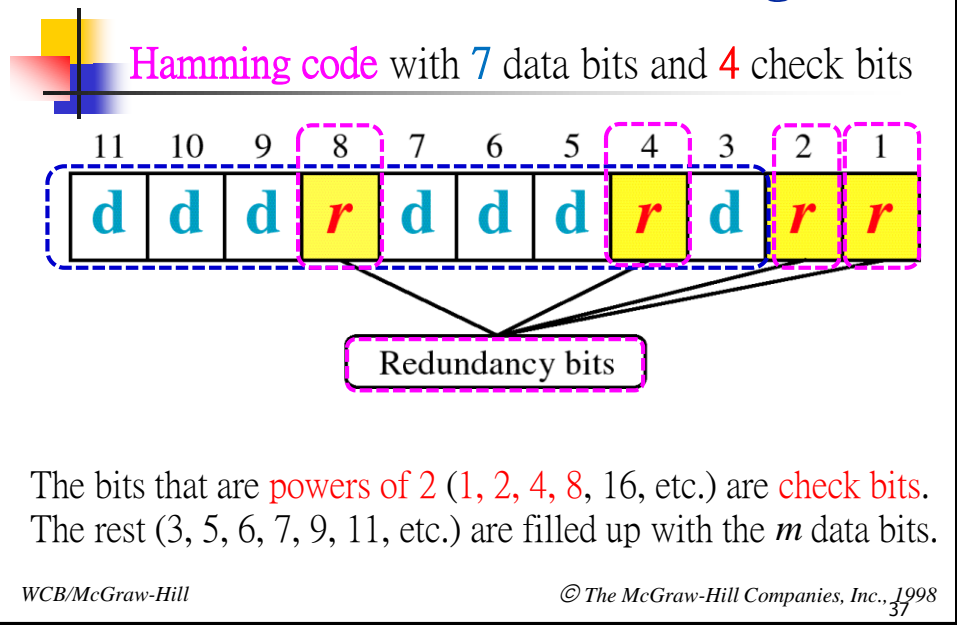 Hamming code with 7 data bits and 4 check bits
11 10 9 8 7 6 5 4 3 2 1
d d d r d d d r d r r
Redundancy bits
The bits that are powers of 2 (1, 2, 4, 8, 16, etc.) are check bits.
The rest (3, 5, 6, 7, 9, 11, etc.) are filled up with the m data bits.
WCB/McGraw-Hill
© The McGraw-Hill Companies, Inc., 1998
37